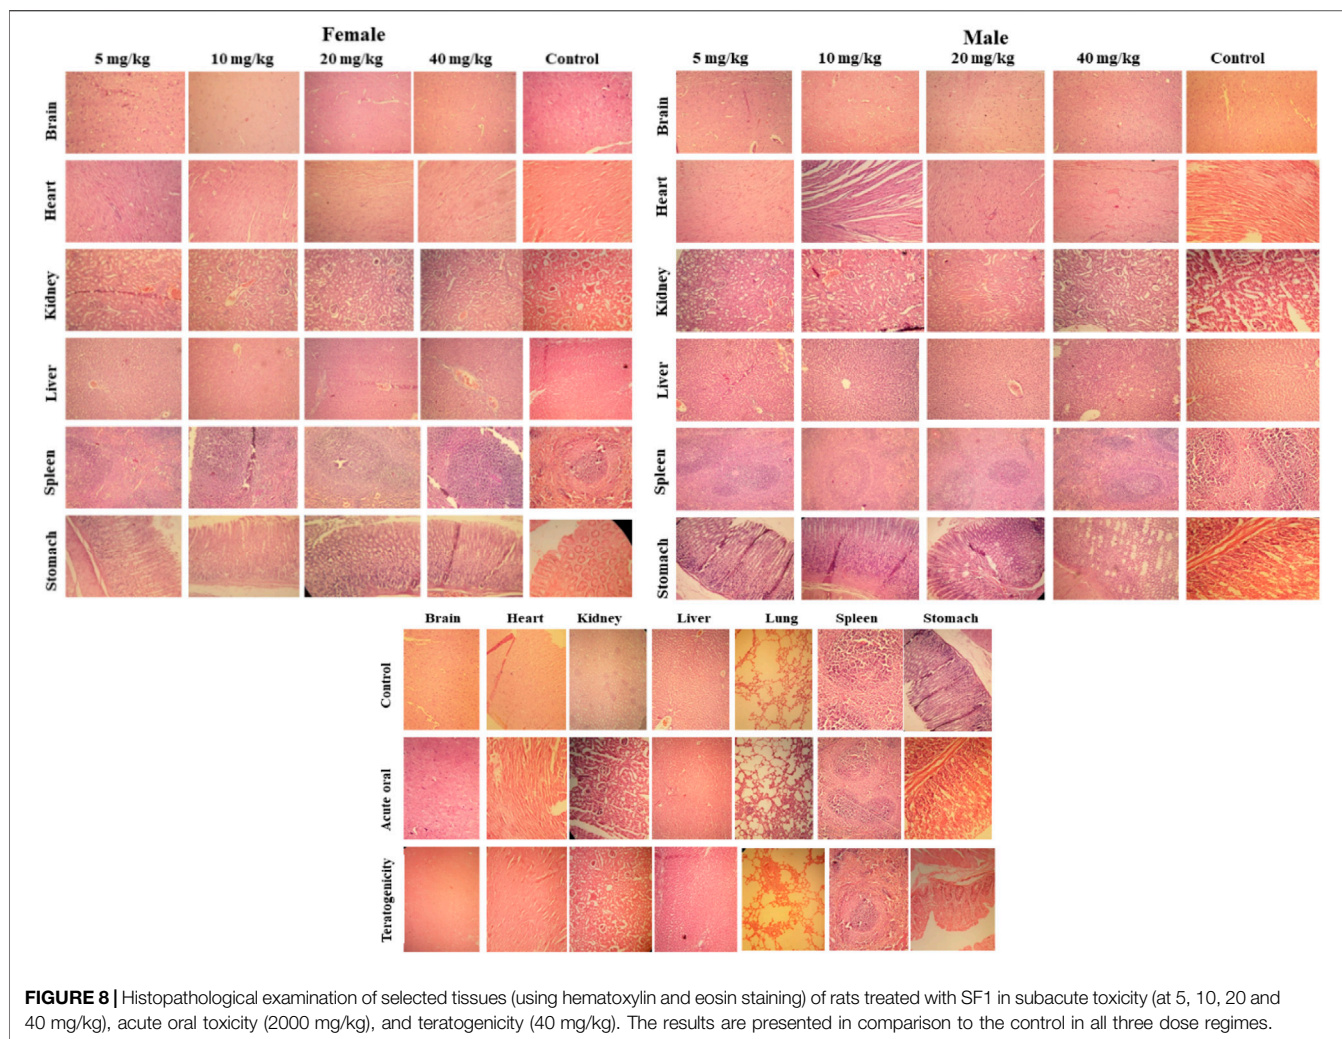 Female
5 mg/kg 10 mg/kg 20 mg/kg 40 mg/kg Control
Brain
Heart
Kidney
Liver
Spleen
Stomach
Male
5 mg/kg 10 mg/kg 20 mg/kg 40 mg/kg Control
Brain
Heart
Kidney
Liver
Spleen
Stomach
Brain Heart Kidney Liver Lung Spleen Stomach
Control
Acute oral
Teratogenicity
FIGURE 8 | Histopathological examination of selected tissues (using hematoxylin and eosin staining) of rats treated with SF1 in subacute toxicity (at 5, 10, 20 and
40 mg/kg), acute oral toxicity (2000 mg/kg), and teratogenicity (40 mg/kg). The results are presented in comparison to the control in all three dose regimes.